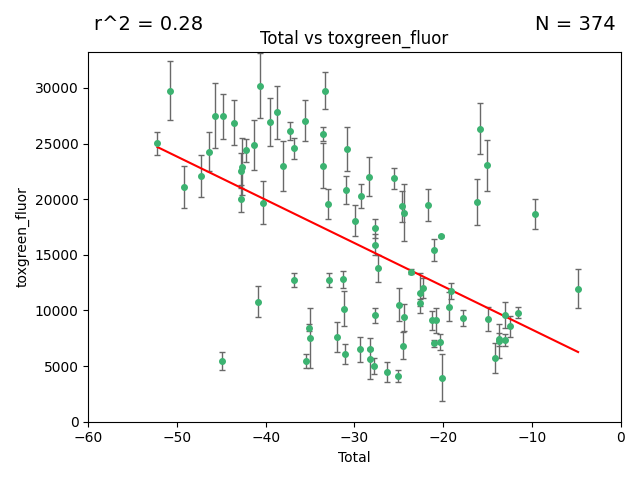 r^2 = 0.28
N = 374
Total vs toxgreen_fluor
30000
25000
20000
15000
10000
5000
0
toxgreen_fluor
−60
−50
−40
−30
−20
−10
0
Total